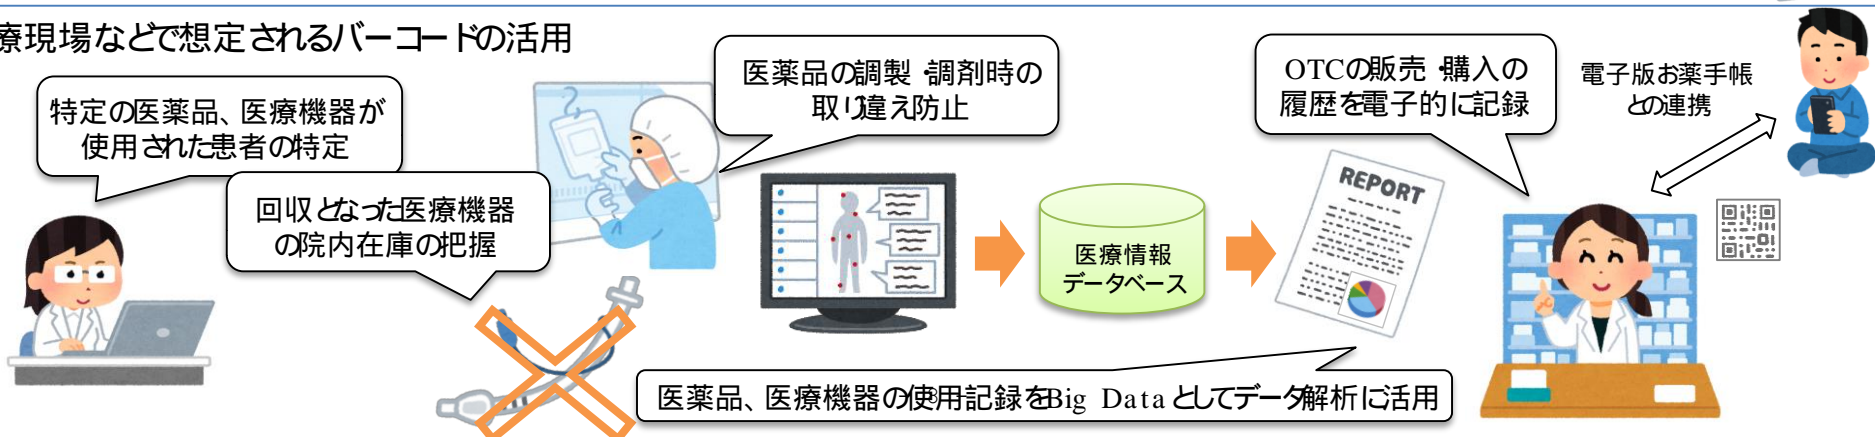 療現場などで想定されるバーコードの活用
特定の医薬品、医療機器が
使用された患者の特定
回収となった医療機器
の院内在庫の把握
医薬品の調製・調剤時の
取り違え防止
医療情報
データベース
REPORT
OTCの販売・購入の
履歴を電子的に記録
電子版お薬手帳
との連携
医薬品、医療機器の使用記録をBig Dataとしてデータ解析に活用